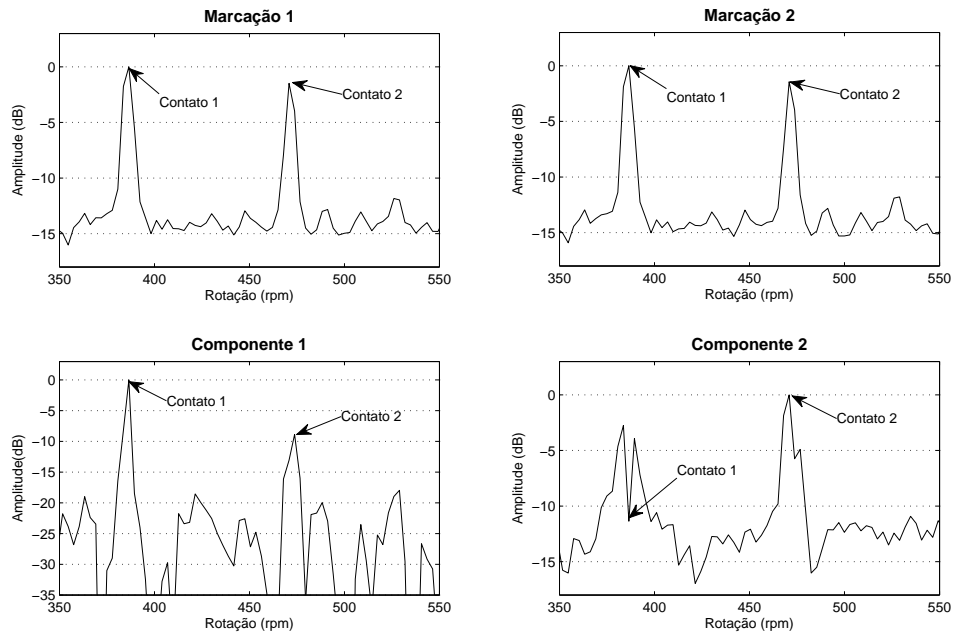 Marcação 1
Amplitude (dB)
0
−5
−10
−15
Contato 1
Contato 2
350 400 450 500 550
Rotação (rpm)
Marcação 2
Amplitude (dB)
0
−5
−10
−15
Contato 1
Contato 2
350 400 450 500 550
Rotação (rpm)
Componente 1
Amplitude(dB)
0
−5
−10
−15
−20
−25
−30
−35
Contato 1
Contato 2
350 400 450 500 550
Rotação (rpm)
Componente 2
Amplitude (dB)
0
−5
−10
−15
Contato 2
Contato 1
350 400 450 500 550
Rotação (rpm)